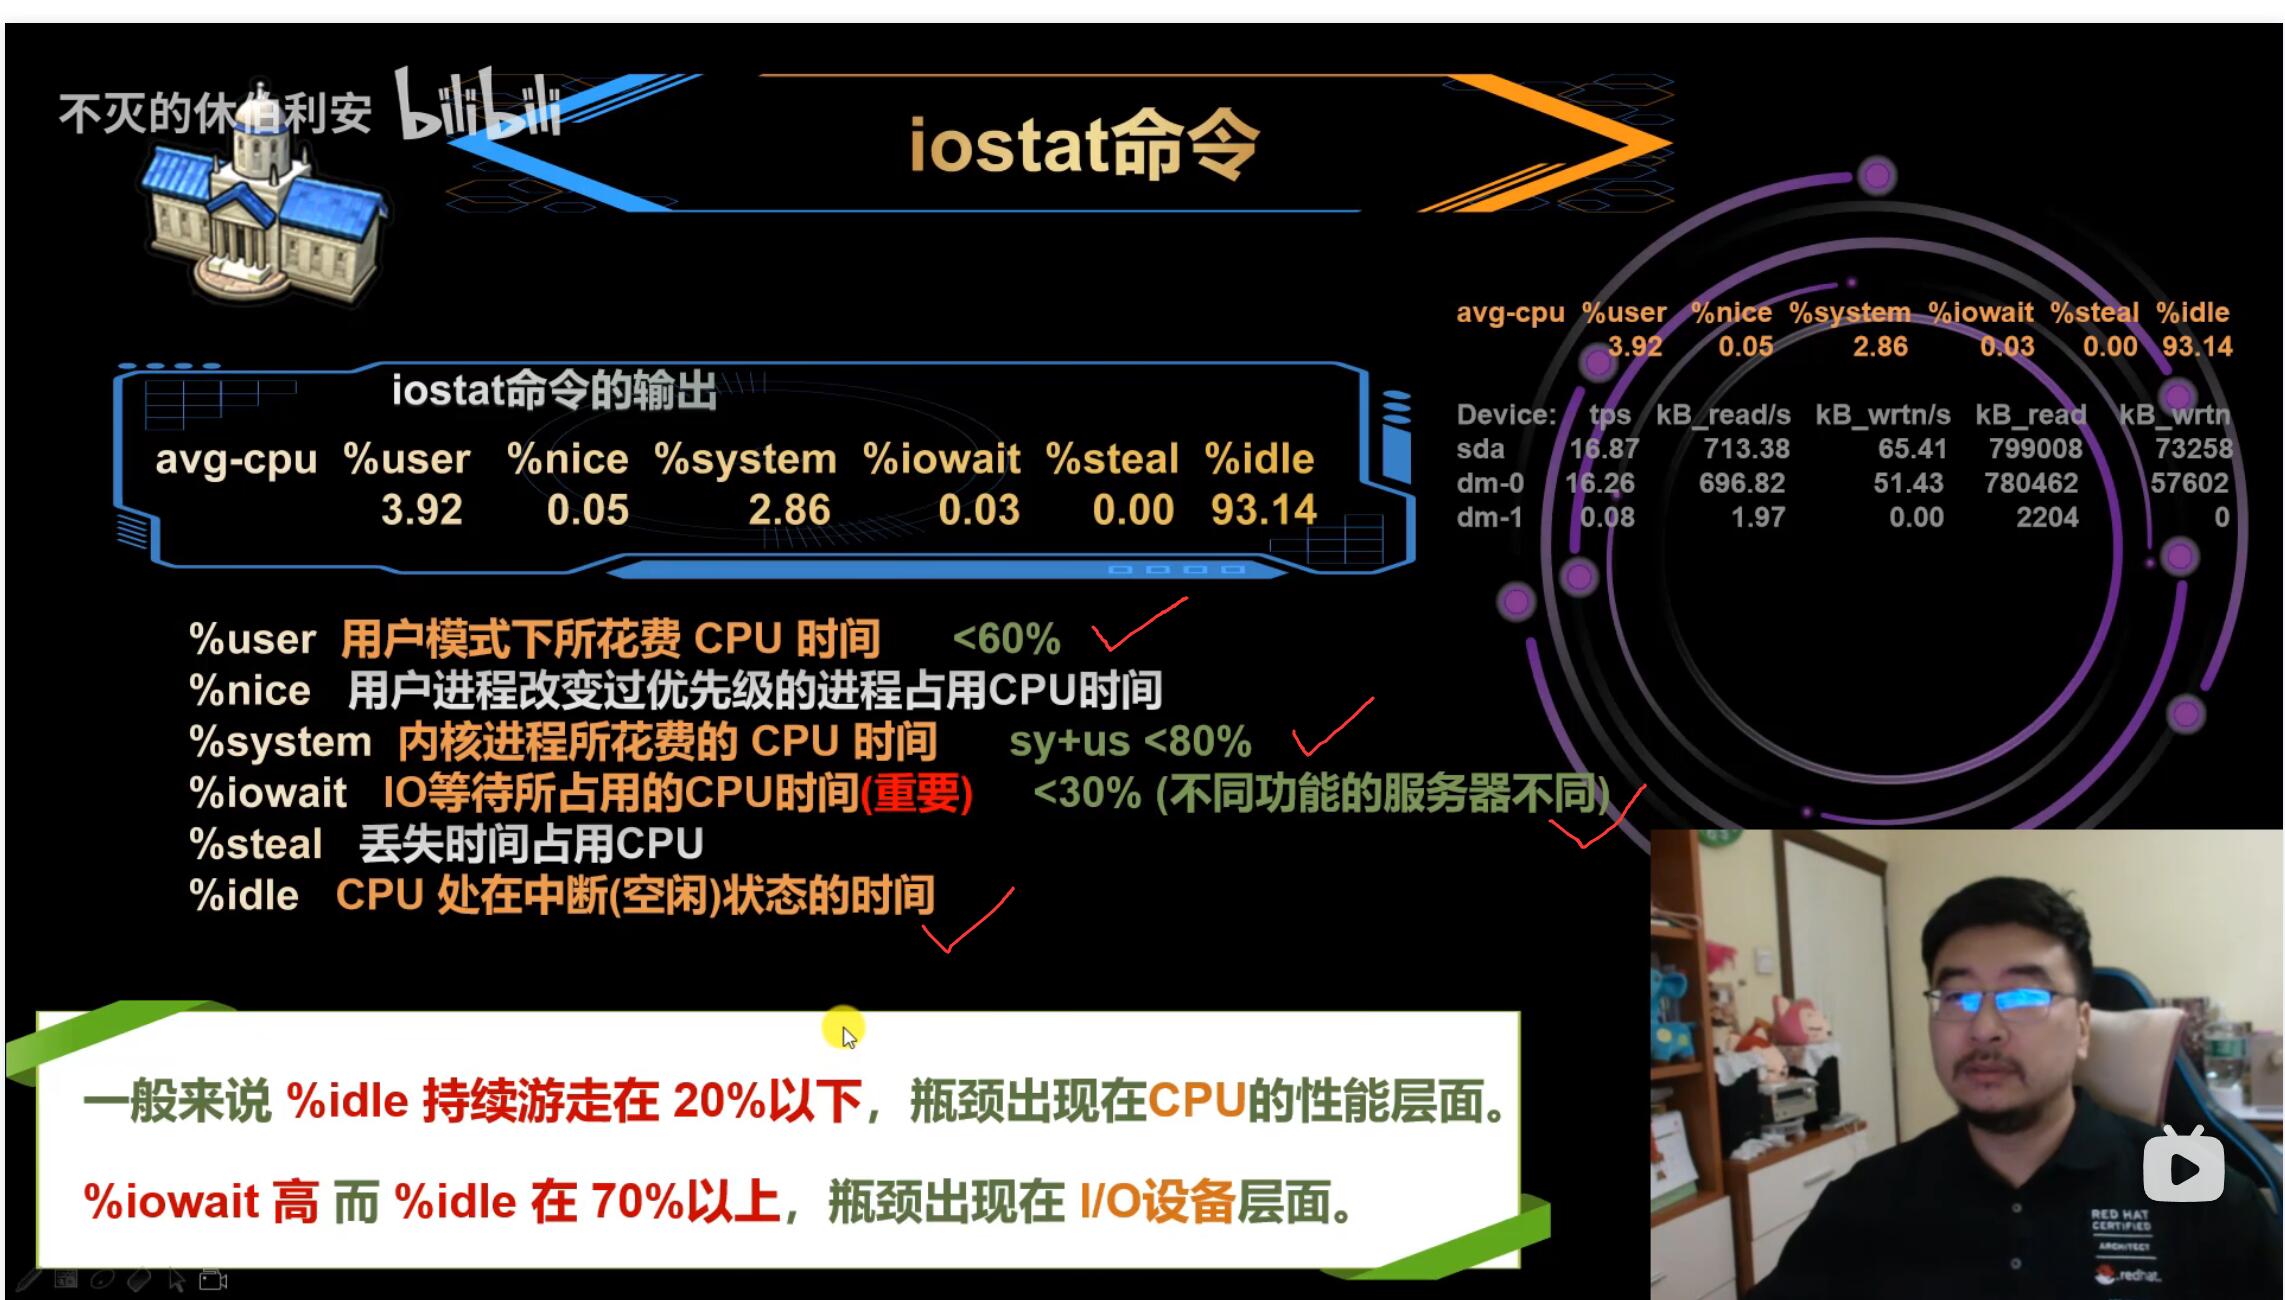 不灭的休伯利安 bilibili
iostat命令
avg-cpu %user %nice %system %iowait %steal %idle
3.92 0.05 2.86 0.03 0.00 93.14
Device: tps kB_read/s kB_wrtn/s kB_read kB_wrtn
sda 16.87 713.38 65.41 799008 73258
dm-0 16.26 696.82 51.43 780462 57602
dm-1 0.08 1.97 0.00 2204 0
iostat命令的输出
avg-cpu %user %nice %system %iowait %steal %idle
3.92 0.05 2.86 0.03 0.00 93.14
%user 用户模式下所花费 CPU 时间 <60%
%nice 用户进程改变过优先级的进程占用CPU时间
%system 内核进程所花费的 CPU 时间 sy+us <80%
%iowait IO等待所占用的CPU时间(重要) <30% (不同功能的服务器不同)
%steal 丢失时间占用CPU
%idle CPU 处在中断(空闲)状态的时间
一般来说 %idle 持续游走在 20%以下，瓶颈出现在CPU的性能层面。
%iowait 高 而 %idle 在 70%以上，瓶颈出现在 I/O设备层面。
RED HAT
CERTIFIED
ARCHITECT
redhat.